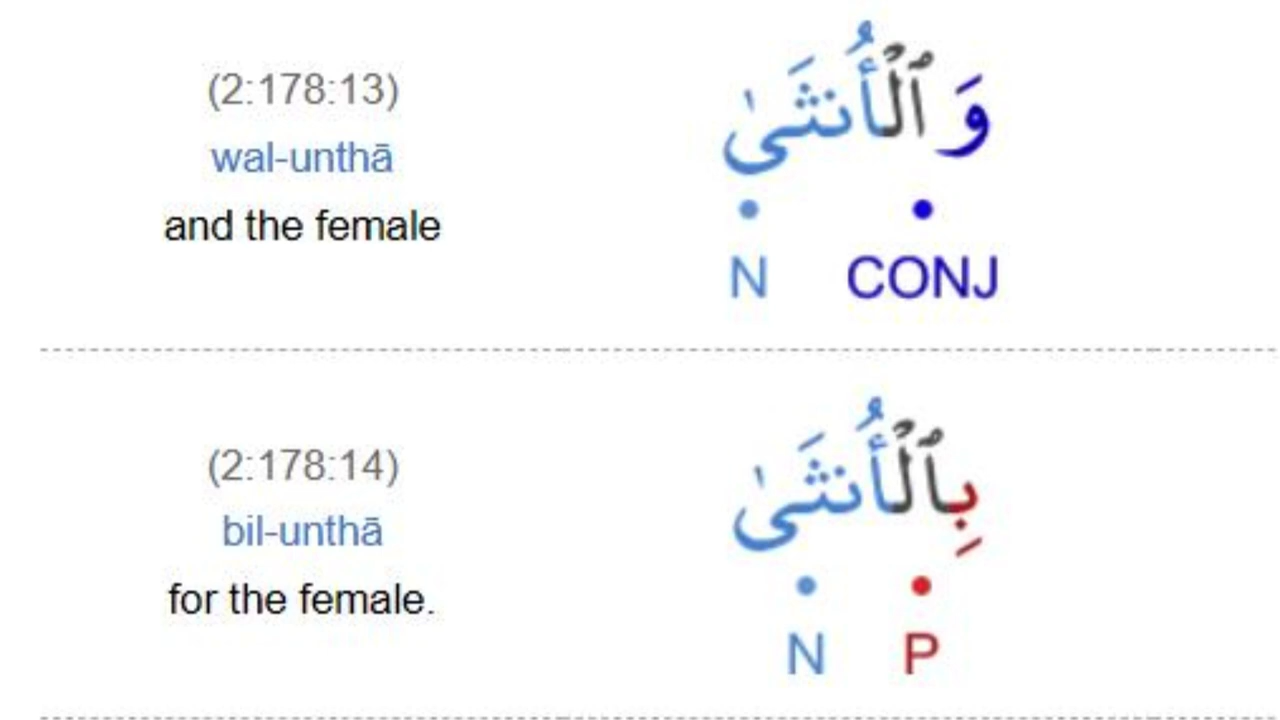 (2:178:13)
wal-unthā
and the female
وَٱلْأُنثَىٰ
N CONJ
(2:178:14)
bil-unthā
for the female.
بِٱلْأُنثَىٰ
N P